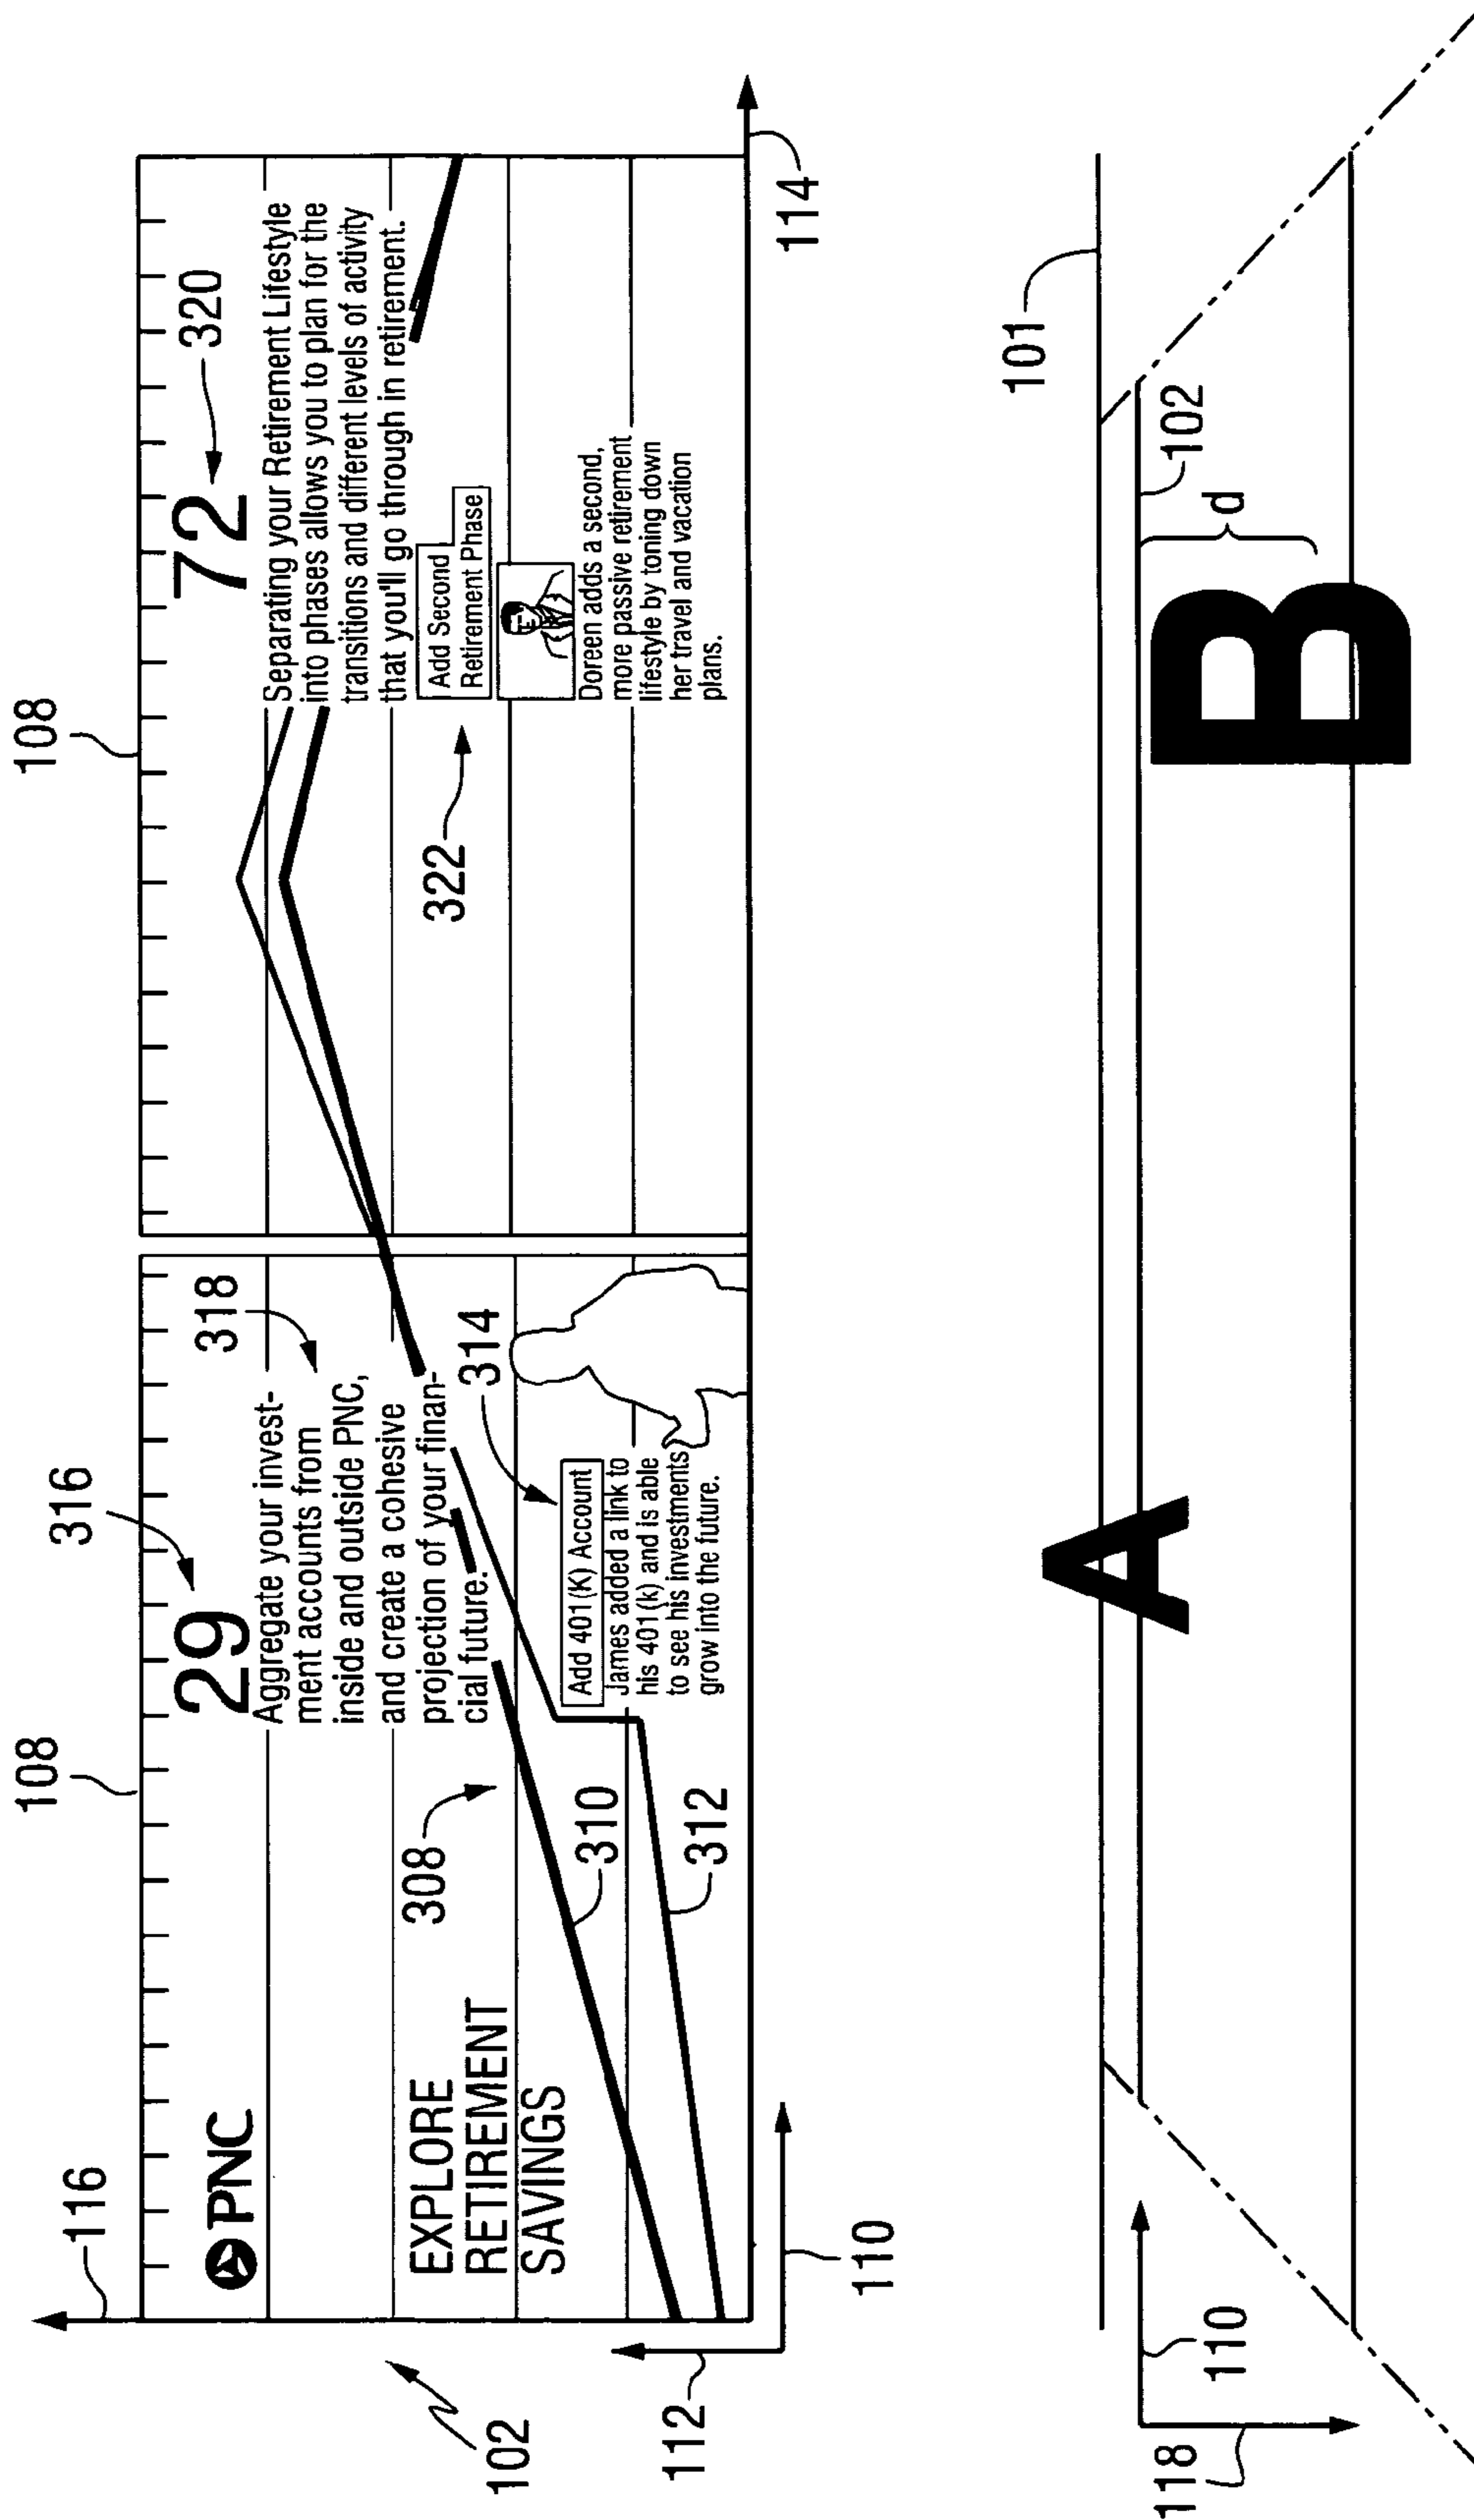 108
108
116
316
318
320
PNC
29
72
Aggregate your invest-
ment accounts from
inside and outside PNC,
and create a cohesive
projection of your finan-
cial future.
Separating your Retirement Lifestyle
into phases allows you to plan for the
transitions and different levels of activity
that you'll go through in retirement.
EXPLORE
RETIREMENT
SAVINGS
308
314
322
Add Second
Retirement Phase
310
Add 401(K) Account
James added a link to
his 401(k) and is able
to see his investments
grow into the future.
Doreen adds a second,
more passive retirement
lifestyle by toning down
her travel and vacation
plans.
312
102
112
114
110
101
A
102
118
110
B
d